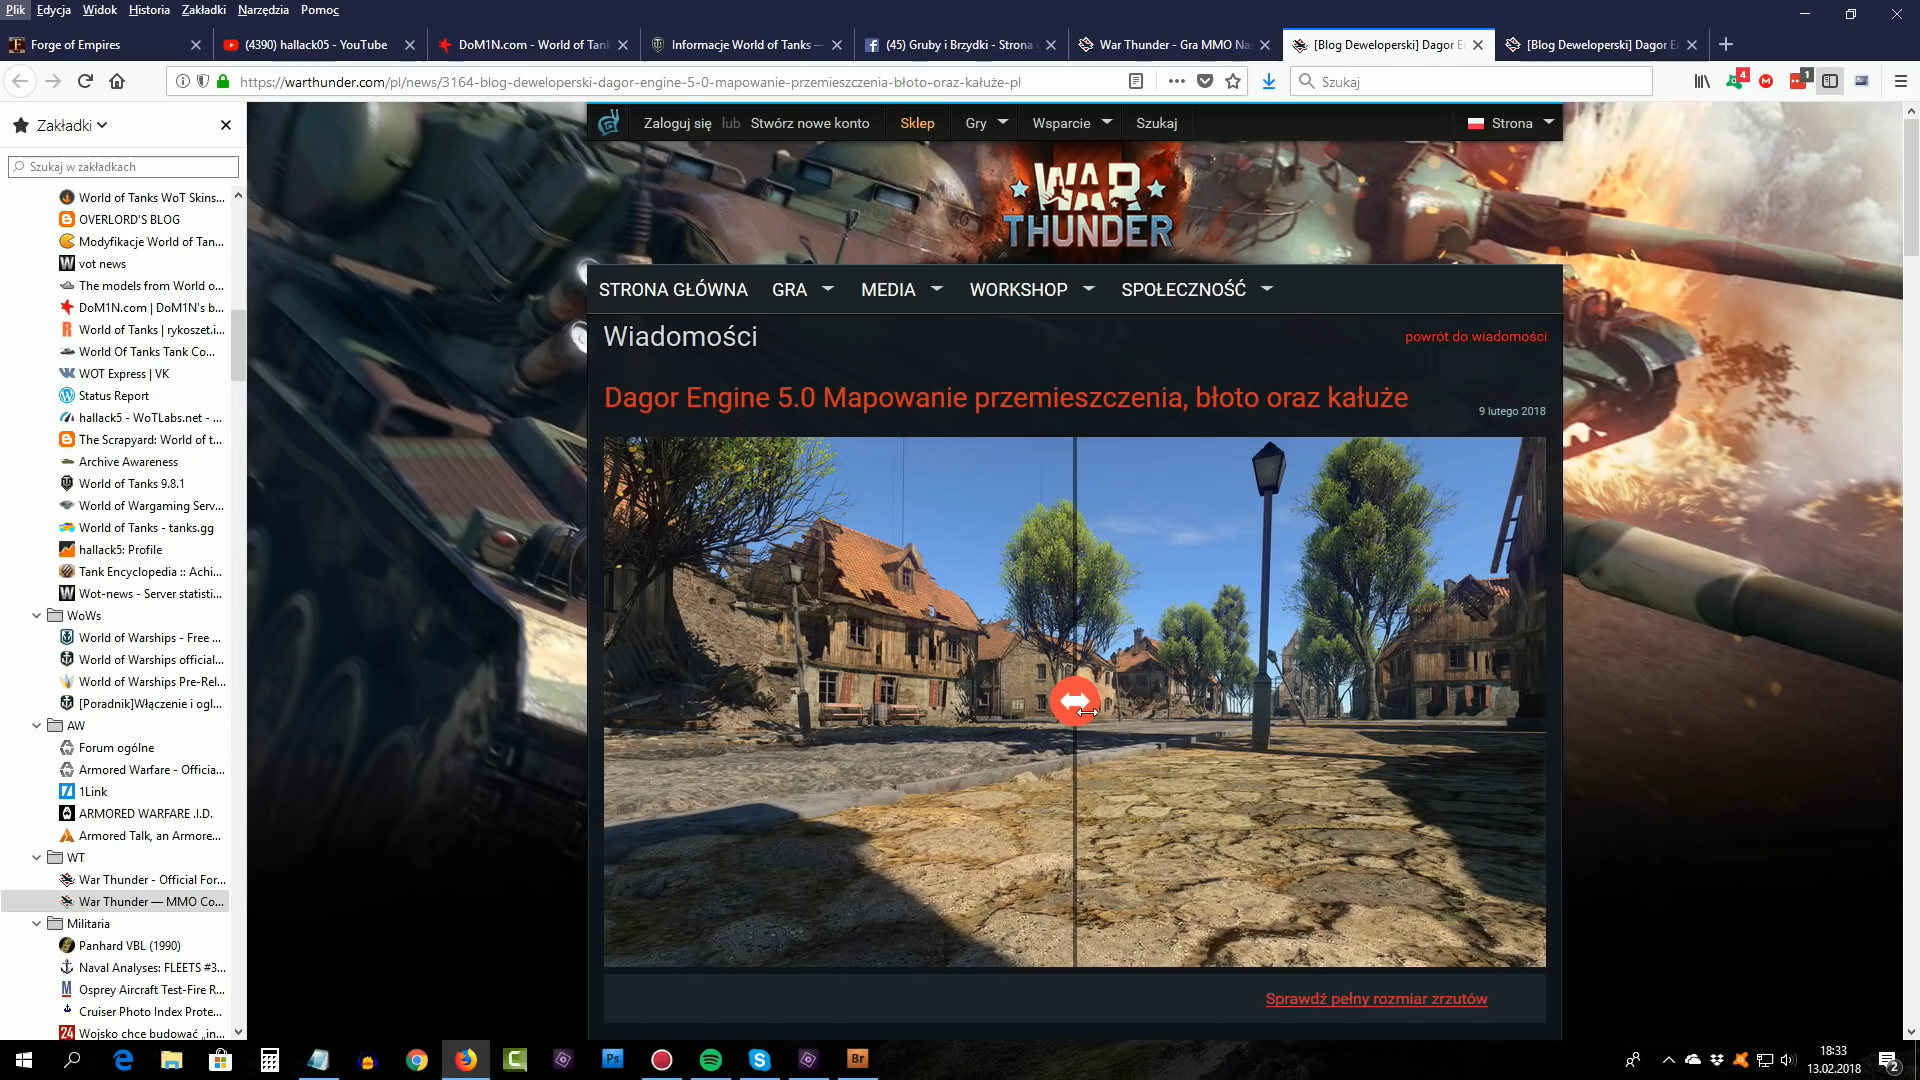 Plik Edycja Widok Historia Zakładki Narzędzia Pomoc
Forge of Empires
(4390) hallack05 - YouTube
DoM1N.com - World of Tan
Informacje World of Tanks —
(45) Gruby i Brzydki - Strona g
War Thunder - Gra MMO Na
[Blog Deweloperski] Dagor E
[Blog Deweloperski] Dagor E
https://warthunder.com/pl/news/3164-blog-deweloperski-dagor-engine-5-0-mapowanie-przemieszczenia-błoto-oraz-kałuże-pl
Szukaj
4
1
Zakładki
Szukaj w zakładkach
World of Tanks WoT Skins...
OVERLORD'S BLOG
Modyfikacje World of Tan...
vot news
The models from World o...
DoM1N.com | DoM1N's b...
World of Tanks | rykoszet.i...
World Of Tanks Tank Co...
WOT Express | VK
Status Report
hallack5 - WoTLabs.net - ...
The Scrapyard: World of t...
Archive Awareness
World of Tanks 9.8.1
World of Wargaming Serv...
World of Tanks - tanks.gg
hallack5: Profile
Tank Encyclopedia :: Achi...
Wot-news - Server statisti...
WoWs
World of Warships - Free ...
World of Warships official...
World of Warships Pre-Rel...
[Poradnik]Włączenie i ogl...
AW
Forum ogólne
Armored Warfare - Officia...
1Link
ARMORED WARFARE .I.D.
Armored Talk, an Armore...
WT
War Thunder - Official For...
War Thunder — MMO Co...
Militaria
Panhard VBL (1990)
Naval Analyses: FLEETS #3...
Osprey Aircraft Test-Fire R...
Cruiser Photo Index Prote...
24 Wojsko chce budować „in...
Zaloguj się lub Stwórz nowe konto Sklep Gry Wsparcie Szukaj Strona
WAR
THUNDER
STRONA GŁÓWNA GRA MEDIA WORKSHOP SPOŁECZNOŚĆ
Wiadomości
powrót do wiadomości
Dagor Engine 5.0 Mapowanie przemieszczenia, błoto oraz kałuże
9 lutego 2018
Sprawdź pełny rozmiar zrzutów
Ps
Br
18:33
13.02.2018
2